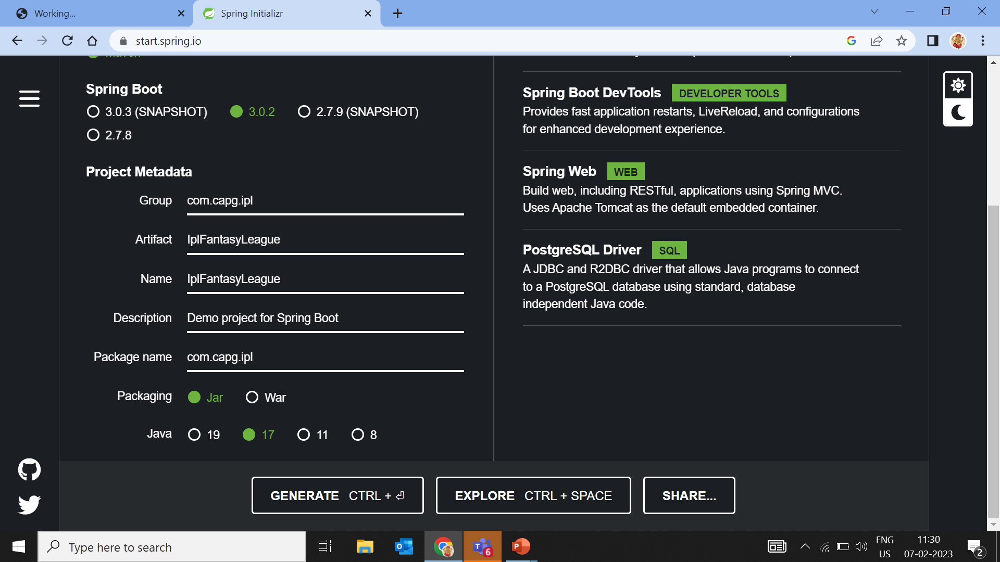 Working...
Spring Initializr
start.spring.io
Maven
Spring Boot
3.0.3 (SNAPSHOT)
3.0.2
2.7.9 (SNAPSHOT)
2.7.8
Project Metadata
Group
com.capg.ipl
Artifact
IplFantasyLeague
Name
IplFantasyLeague
Description
Demo project for Spring Boot
Package name
com.capg.ipl
Packaging
Jar
War
Java
19
17
11
8
Spring Boot DevTools
DEVELOPER TOOLS
Provides fast application restarts, LiveReload, and configurations
for enhanced development experience.
Spring Web
WEB
Build web, including RESTful, applications using Spring MVC.
Uses Apache Tomcat as the default embedded container.
PostgreSQL Driver
SQL
A JDBC and R2DBC driver that allows Java programs to connect
to a PostgreSQL database using standard, database
independent Java code.
GENERATE CTRL + ⏎
EXPLORE CTRL + SPACE
SHARE...
Type here to search
6
ENG
US
11:30
07-02-2023
2